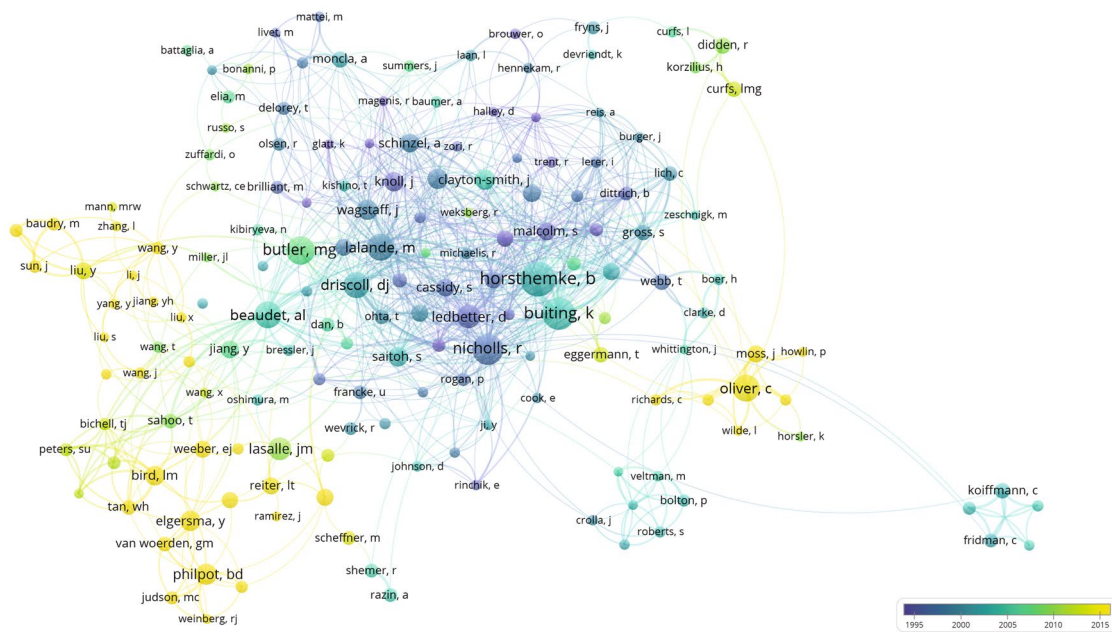 mattei, m
livet, m
brouwer, o
fryns, j
curfs, l
didden, r
battaglia, a
bonanni, p
moncla, a
summers, j
laan, l
hennekam, r
devriendt, k
korzilius, h
curfs, lmg
elia, m
delorey, t
magenis, r
baumer, a
halley, d
reis, a
russo, s
olsen, r
glatt, k
schinzel, a
zori, r
burger, j
zuffardi, o
trent, r
lerer, i
lich, c
schwartz, ce
brilliant, m
kishino, t
knoll, j
clayton-smith, j
dittrich, b
mann, mrw
wagstaff, j
weksberg, r
zeschnigk, m
baudry, m
zhang, l
kibiryeva, n
malcolm, s
gross, s
wang, y
butler, mg
lalande, m
michaelis, r
miller, jl
sun, j
liu, y
li, j
driscoll, dj
cassidy, s
horsthemke, b
webb, t
boer, h
yang, y
jiang, yh
liu, x
beaudet, al
dan, b
ohta, t
ledbetter, d
buiting, k
clarke, d
liu, s
wang, t
jiang, y
bressler, j
saitoh, s
nicholls, r
eggermann, t
whittington, j
moss, j
howlin, p
wang, j
wang, x
oshimura, m
francke, u
rogan, p
cook, e
richards, c
oliver, c
bichell, tj
sahoo, t
wevrick, r
ji, y
wilde, l
horsler, k
peters, su
weeber, ej
lasalle, jm
bird, lm
reiter, lt
johnson, d
rinchik, e
veltman, m
koiffmann, c
tan, wh
elgersma, y
ramirez, j
bolton, p
crolla, j
roberts, s
fridman, c
van woerden, gm
scheffner, m
philpot, bd
shemer, r
razin, a
judson, mc
weinberg, rj
1995
2000
2005
2010
2015